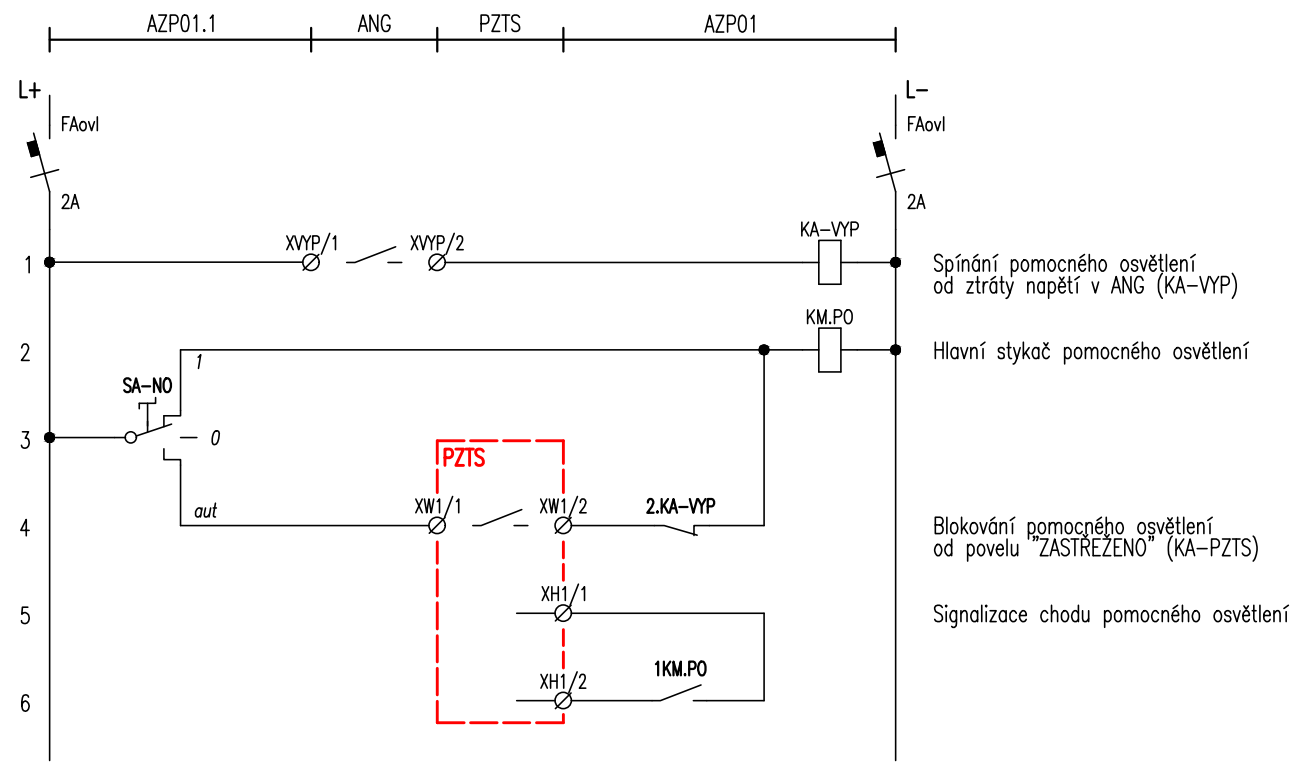 AZP01.1 ANG PZTS AZP01
L+ L−
FAovl FAovl
2A 2A
XVYP/1 XVYP/2 KA−VYP
1 Spínání pomocného osvětlení
od ztráty napětí v ANG (KA−VYP)
KM.PO
2 1 Hlavní stykač pomocného osvětlení
SA−NO
3 0
PZTS
XW1/1 XW1/2 2.KA−VYP
aut
4 Blokování pomocného osvětlení
od povelu "ZASTŘEŽENO" (KA−PZTS)
XH1/1
5 Signalizace chodu pomocného osvětlení
XH1/2 1KM.PO
6